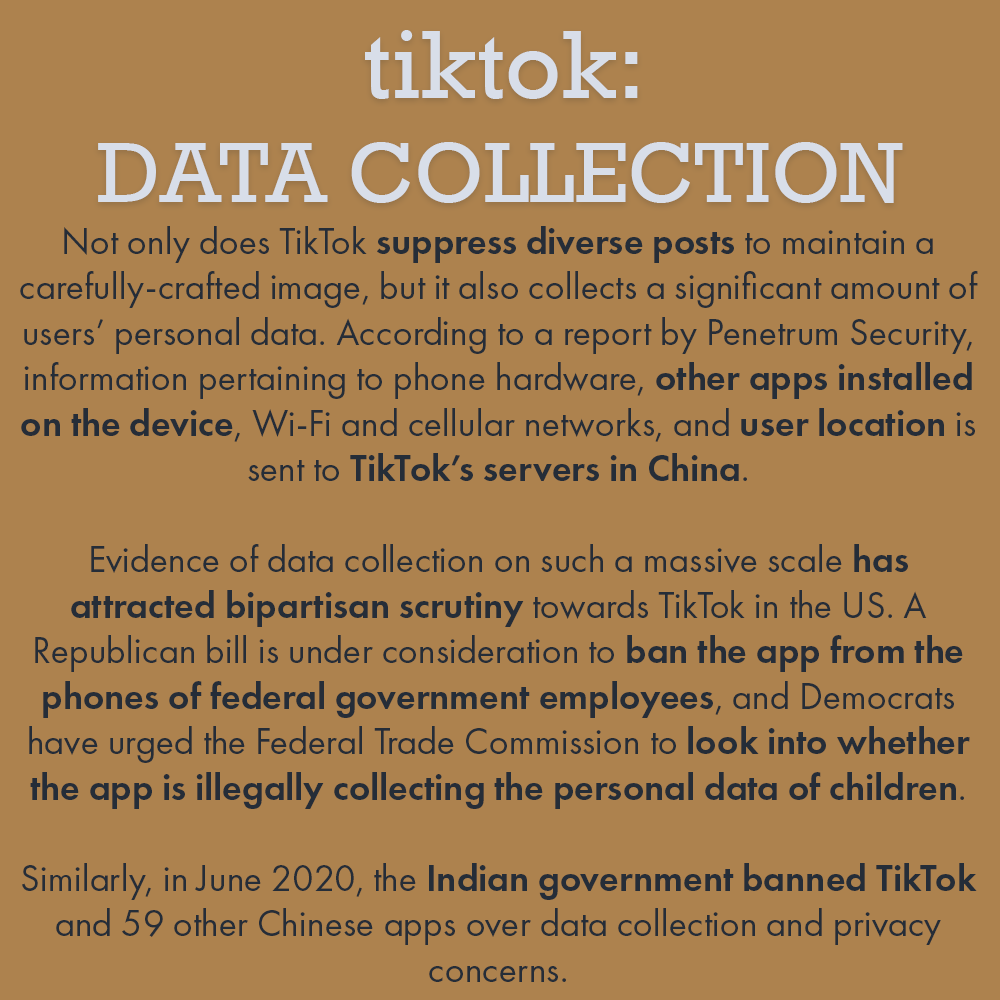 tiktok:
DATA COLLECTION
Not only does TikTok suppress diverse posts to maintain a
carefully-crafted image, but it also collects a significant amount of
users’ personal data. According to a report by Penetrum Security,
information pertaining to phone hardware, other apps installed
on the device, Wi-Fi and cellular networks, and user location is
sent to TikTok’s servers in China.
Evidence of data collection on such a massive scale has
attracted bipartisan scrutiny towards TikTok in the US. A
Republican bill is under consideration to ban the app from the
phones of federal government employees, and Democrats
have urged the Federal Trade Commission to look into whether
the app is illegally collecting the personal data of children.
Similarly, in June 2020, the Indian government banned TikTok
and 59 other Chinese apps over data collection and privacy
concerns.